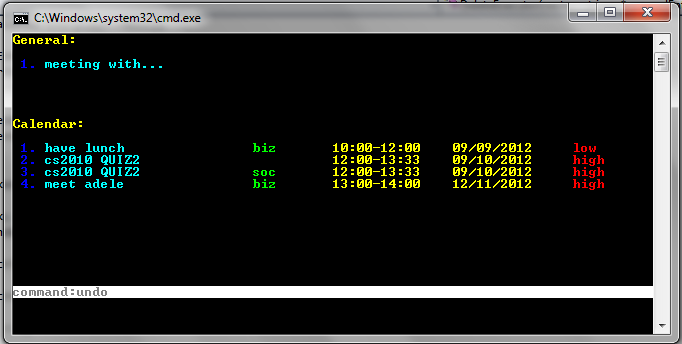 C:\Windows\system32\cmd.exe
General:
1. meeting with...
Calendar:
1. have lunch biz 10:00-12:00 09/09/2012 low
2. cs2010 QUIZ2 12:00-13:33 09/10/2012 high
3. cs2010 QUIZ2 soc 12:00-13:33 09/10/2012 high
4. meet adele biz 13:00-14:00 12/11/2012 high
command:undo